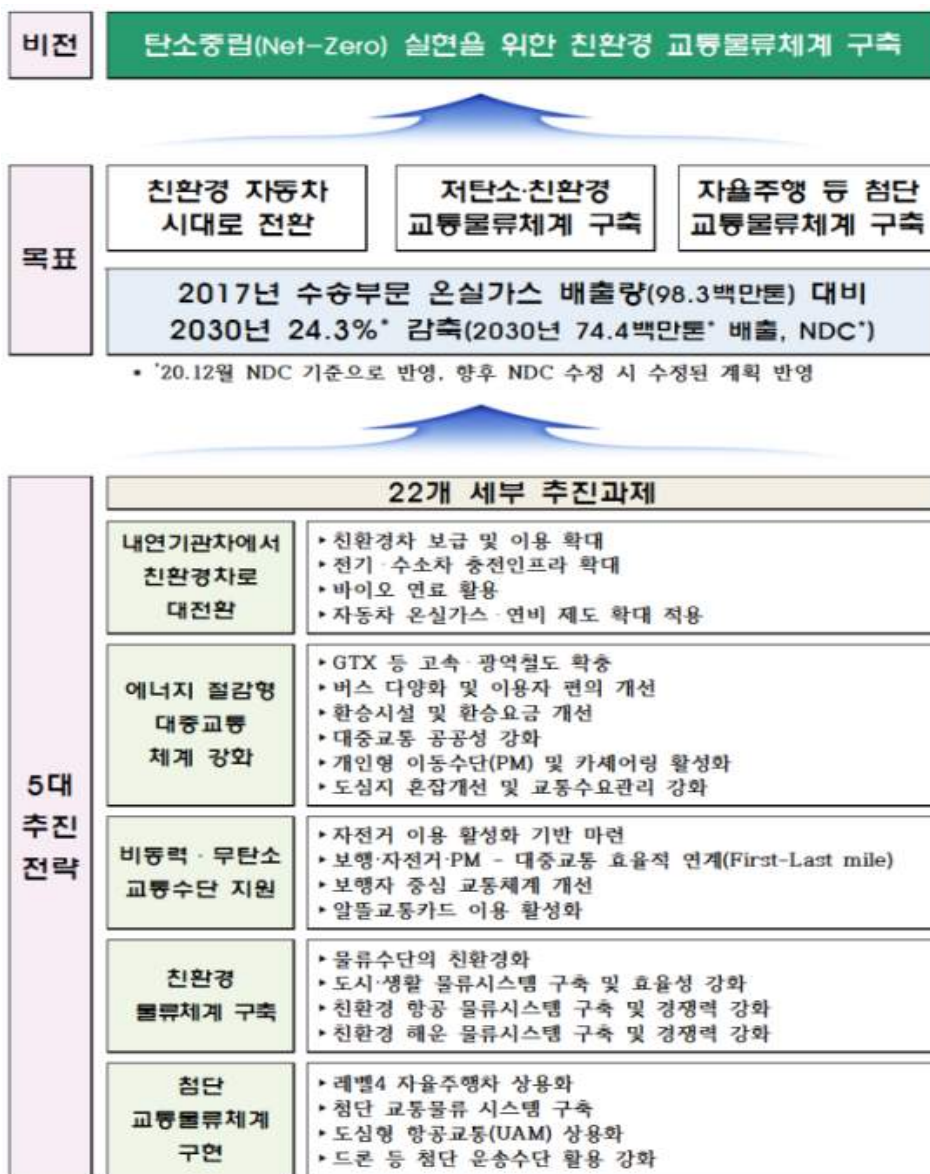 비전
탄소중립(Net-Zero) 실현을 위한 친환경 교통물류체계 구축
목표
친환경 자동차
시대로 전환
저탄소·친환경
교통물류체계 구축
자율주행 등 첨단
교통물류체계 구축
2017년 수송부문 온실가스 배출량(98.3백만톤) 대비
2030년 24.3%* 감축(2030년 74.4백만톤* 배출, NDC*)
* '20.12월 NDC 기준으로 반영, 향후 NDC 수정 시 수정된 계획 반영
5대
추진
전략
22개 세부 추진과제
내연기관차에서
친환경차로
대전환
▸친환경차 보급 및 이용 확대
▸전기·수소차 충전인프라 확대
▸바이오 연료 활용
▸자동차 온실가스·연비 제도 확대 적용
에너지 절감형
대중교통
체계 강화
▸GTX 등 고속·광역철도 확충
▸버스 다양화 및 이용자 편의 개선
▸환승시설 및 환승요금 개선
▸대중교통 공공성 강화
▸개인형 이동수단(PM) 및 카셰어링 활성화
▸도심지 혼잡개선 및 교통수요관리 강화
비동력·무탄소
교통수단 지원
▸자전거 이용 활성화 기반 마련
▸보행·자전거·PM - 대중교통 효율적 연계(First-Last mile)
▸보행자 중심 교통체계 개선
▸알뜰교통카드 이용 활성화
친환경
물류체계 구축
▸물류수단의 친환경화
▸도시·생활 물류시스템 구축 및 효율성 강화
▸친환경 항공 물류시스템 구축 및 경쟁력 강화
▸친환경 해운 물류시스템 구축 및 경쟁력 강화
첨단
교통물류체계
구현
▸레벨4 자율주행차 상용화
▸첨단 교통물류 시스템 구축
▸도심형 항공교통(UAM) 상용화
▸드론 등 첨단 운송수단 활용 강화